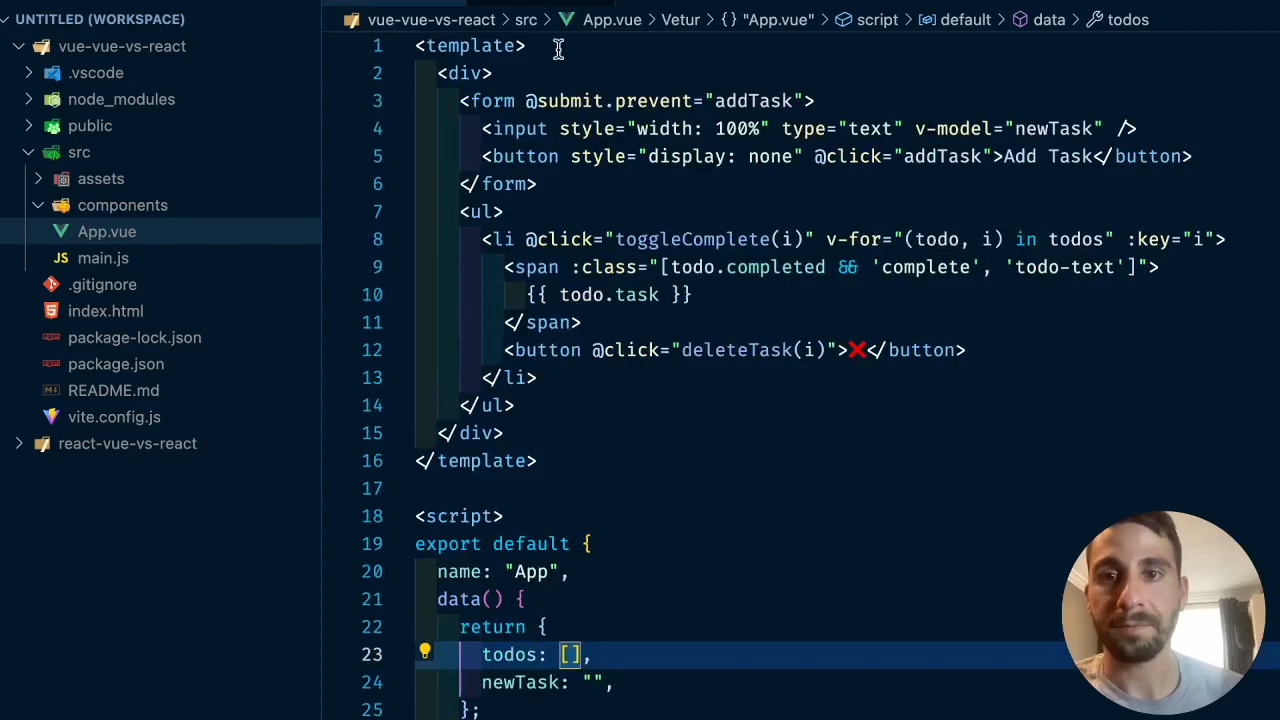 UNTITLED (WORKSPACE)
vue-vue-vs-react
.vscode
node_modules
public
src
assets
components
App.vue
main.js
.gitignore
index.html
package-lock.json
package.json
README.md
vite.config.js
react-vue-vs-react
vue-vue-vs-react > src > App.vue > Vetur > {} "App.vue" > script > default > data > todos
1 <template>
2 <div>
3 <form @submit.prevent="addTask">
4 <input style="width: 100%" type="text" v-model="newTask" />
5 <button style="display: none" @click="addTask">Add Task</button>
6 </form>
7 <ul>
8 <li @click="toggleComplete(i)" v-for="(todo, i) in todos" :key="i">
9 <span :class="[todo.completed && 'complete', 'todo-text']">
10 {{ todo.task }}
11 </span>
12 <button @click="deleteTask(i)">❌</button>
13 </li>
14 </ul>
15 </div>
16 </template>
17
18 <script>
19 export default {
20 name: "App",
21 data() {
22 return {
23 todos: [],
24 newTask: "",
25 };